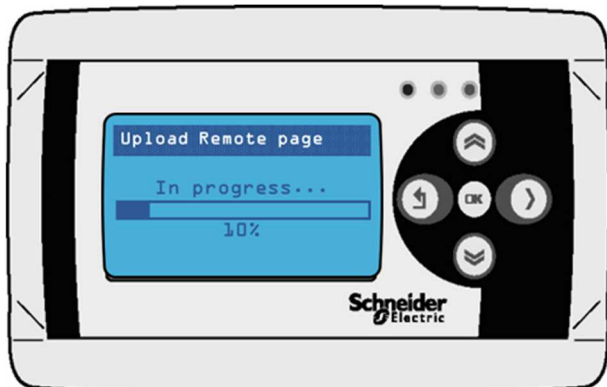 Upload Remote page
In progress...
10%
OK
Schneider
Electric